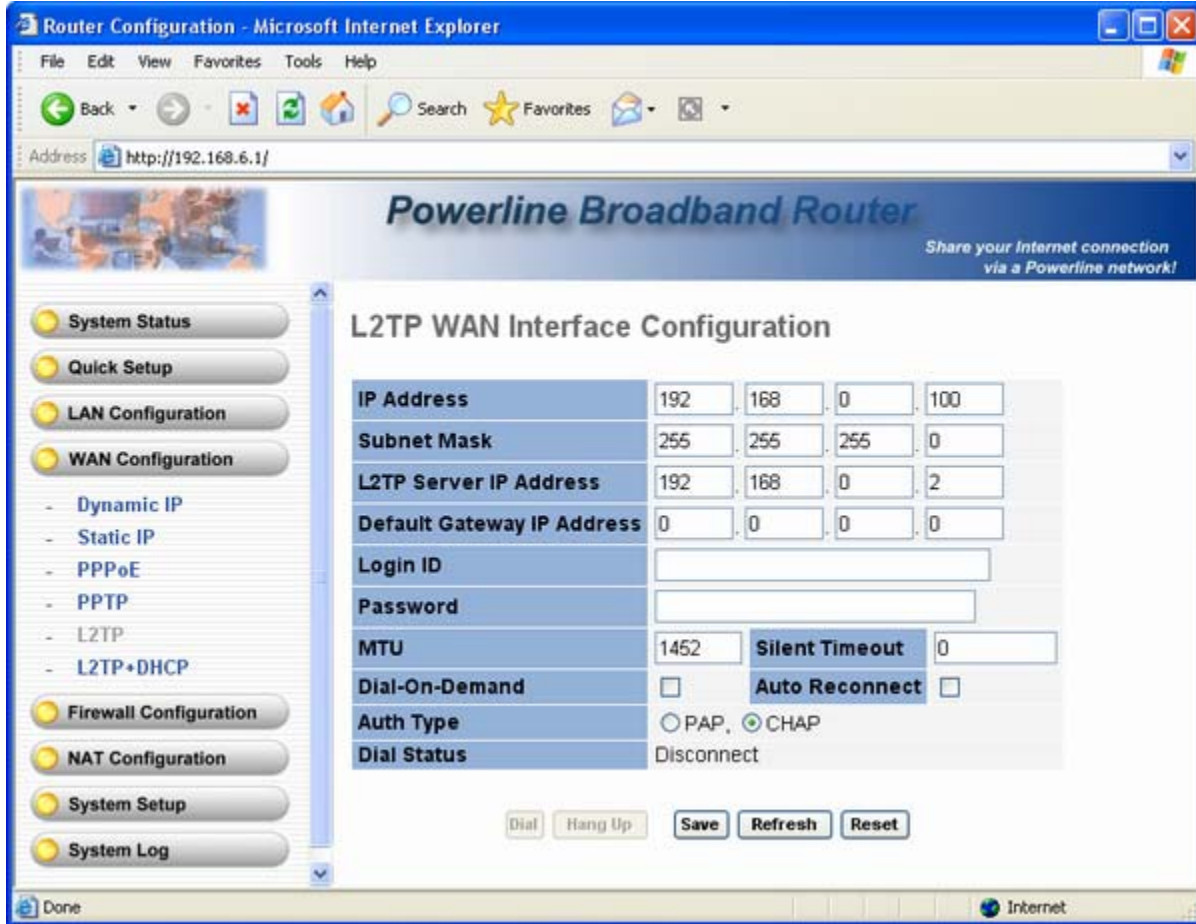 Router Configuration - Microsoft Internet Explorer
File Edit View Favorites Tools Help
Back Search Favorites
Address http://192.168.6.1/
Powerline Broadband Router
Share your Internet connection
via a Powerline network!
System Status
Quick Setup
LAN Configuration
WAN Configuration
- Dynamic IP
- Static IP
- PPPoE
- PPTP
- L2TP
- L2TP+DHCP
Firewall Configuration
NAT Configuration
System Setup
System Log
L2TP WAN Interface Configuration
IP Address 192 . 168 . 0 . 100
Subnet Mask 255 . 255 . 255 . 0
L2TP Server IP Address 192 . 168 . 0 . 2
Default Gateway IP Address 0 . 0 . 0 . 0
Login ID
Password
MTU 1452 Silent Timeout 0
Dial-On-Demand Auto Reconnect
Auth Type PAP, CHAP
Dial Status Disconnect
Dial Hang Up Save Refresh Reset
Done Internet